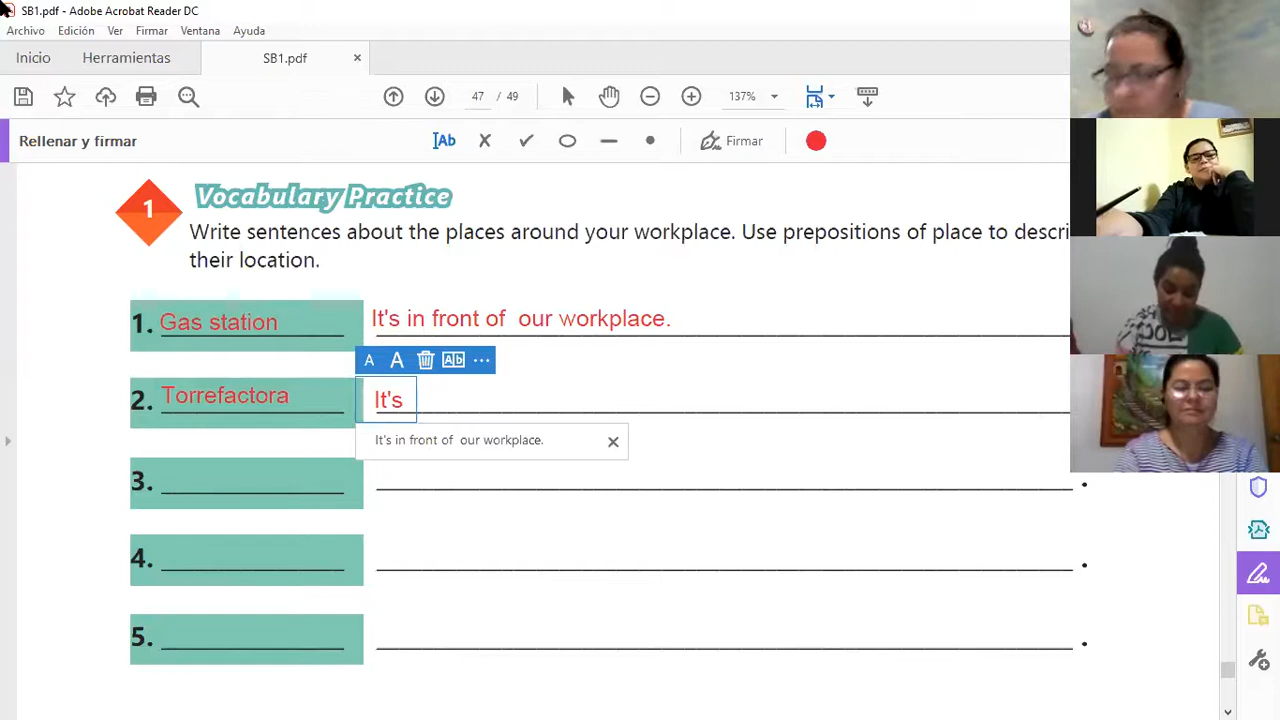 SB1.pdf - Adobe Acrobat Reader DC
Archivo Edición Ver Firmar Ventana Ayuda
Inicio Herramientas SB1.pdf ×
47 / 49 137%
Rellenar y firmar Ab Firmar
1 Vocabulary Practice
Write sentences about the places around your workplace. Use prepositions of place to descri
their location.
1. Gas station It's in front of our workplace.
A A Ab ...
2. Torrefactora It's
It's in front of our workplace. ×
3. .
4. .
5. .